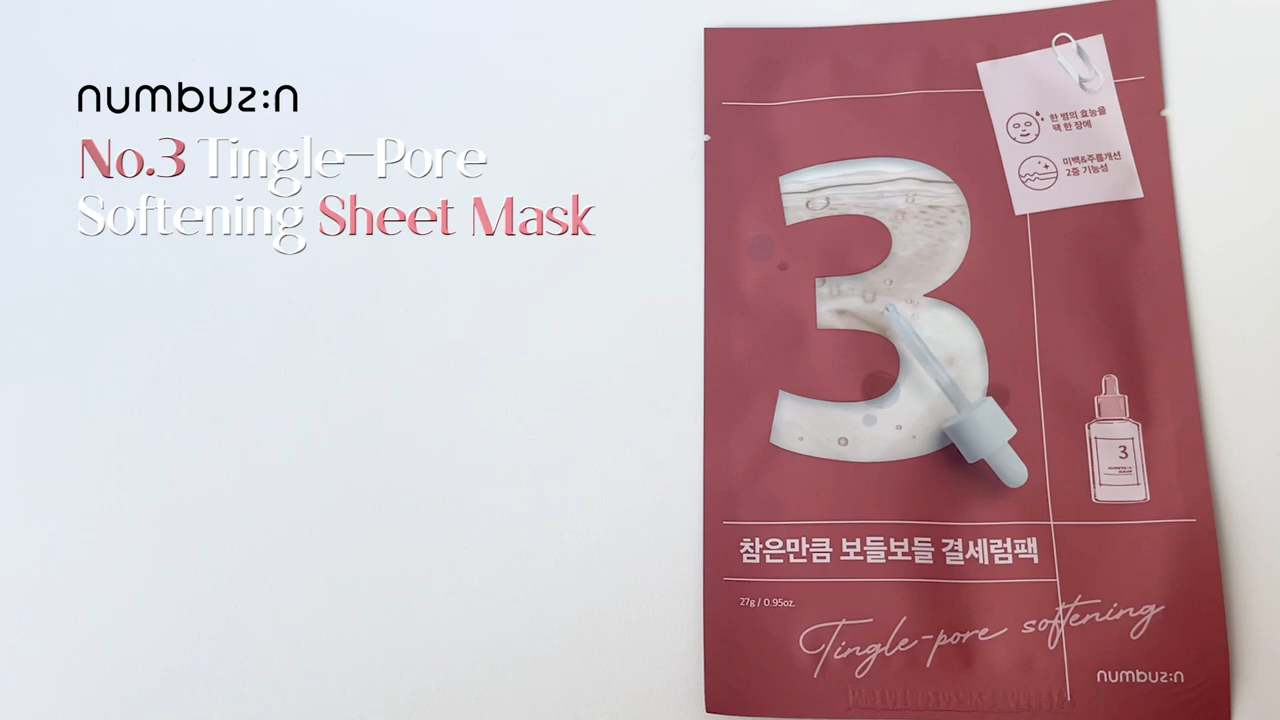 numbuz:n
No.3 Tingle-Pore
Softening Sheet Mask
한 병의 효능을
팩 한 장에
미백&주름개선
2중 기능성
3
3
numbuz:n
참은만큼 보들보들 결세럼팩
27g / 0.95oz.
Tingle-pore softening
numbuz:n